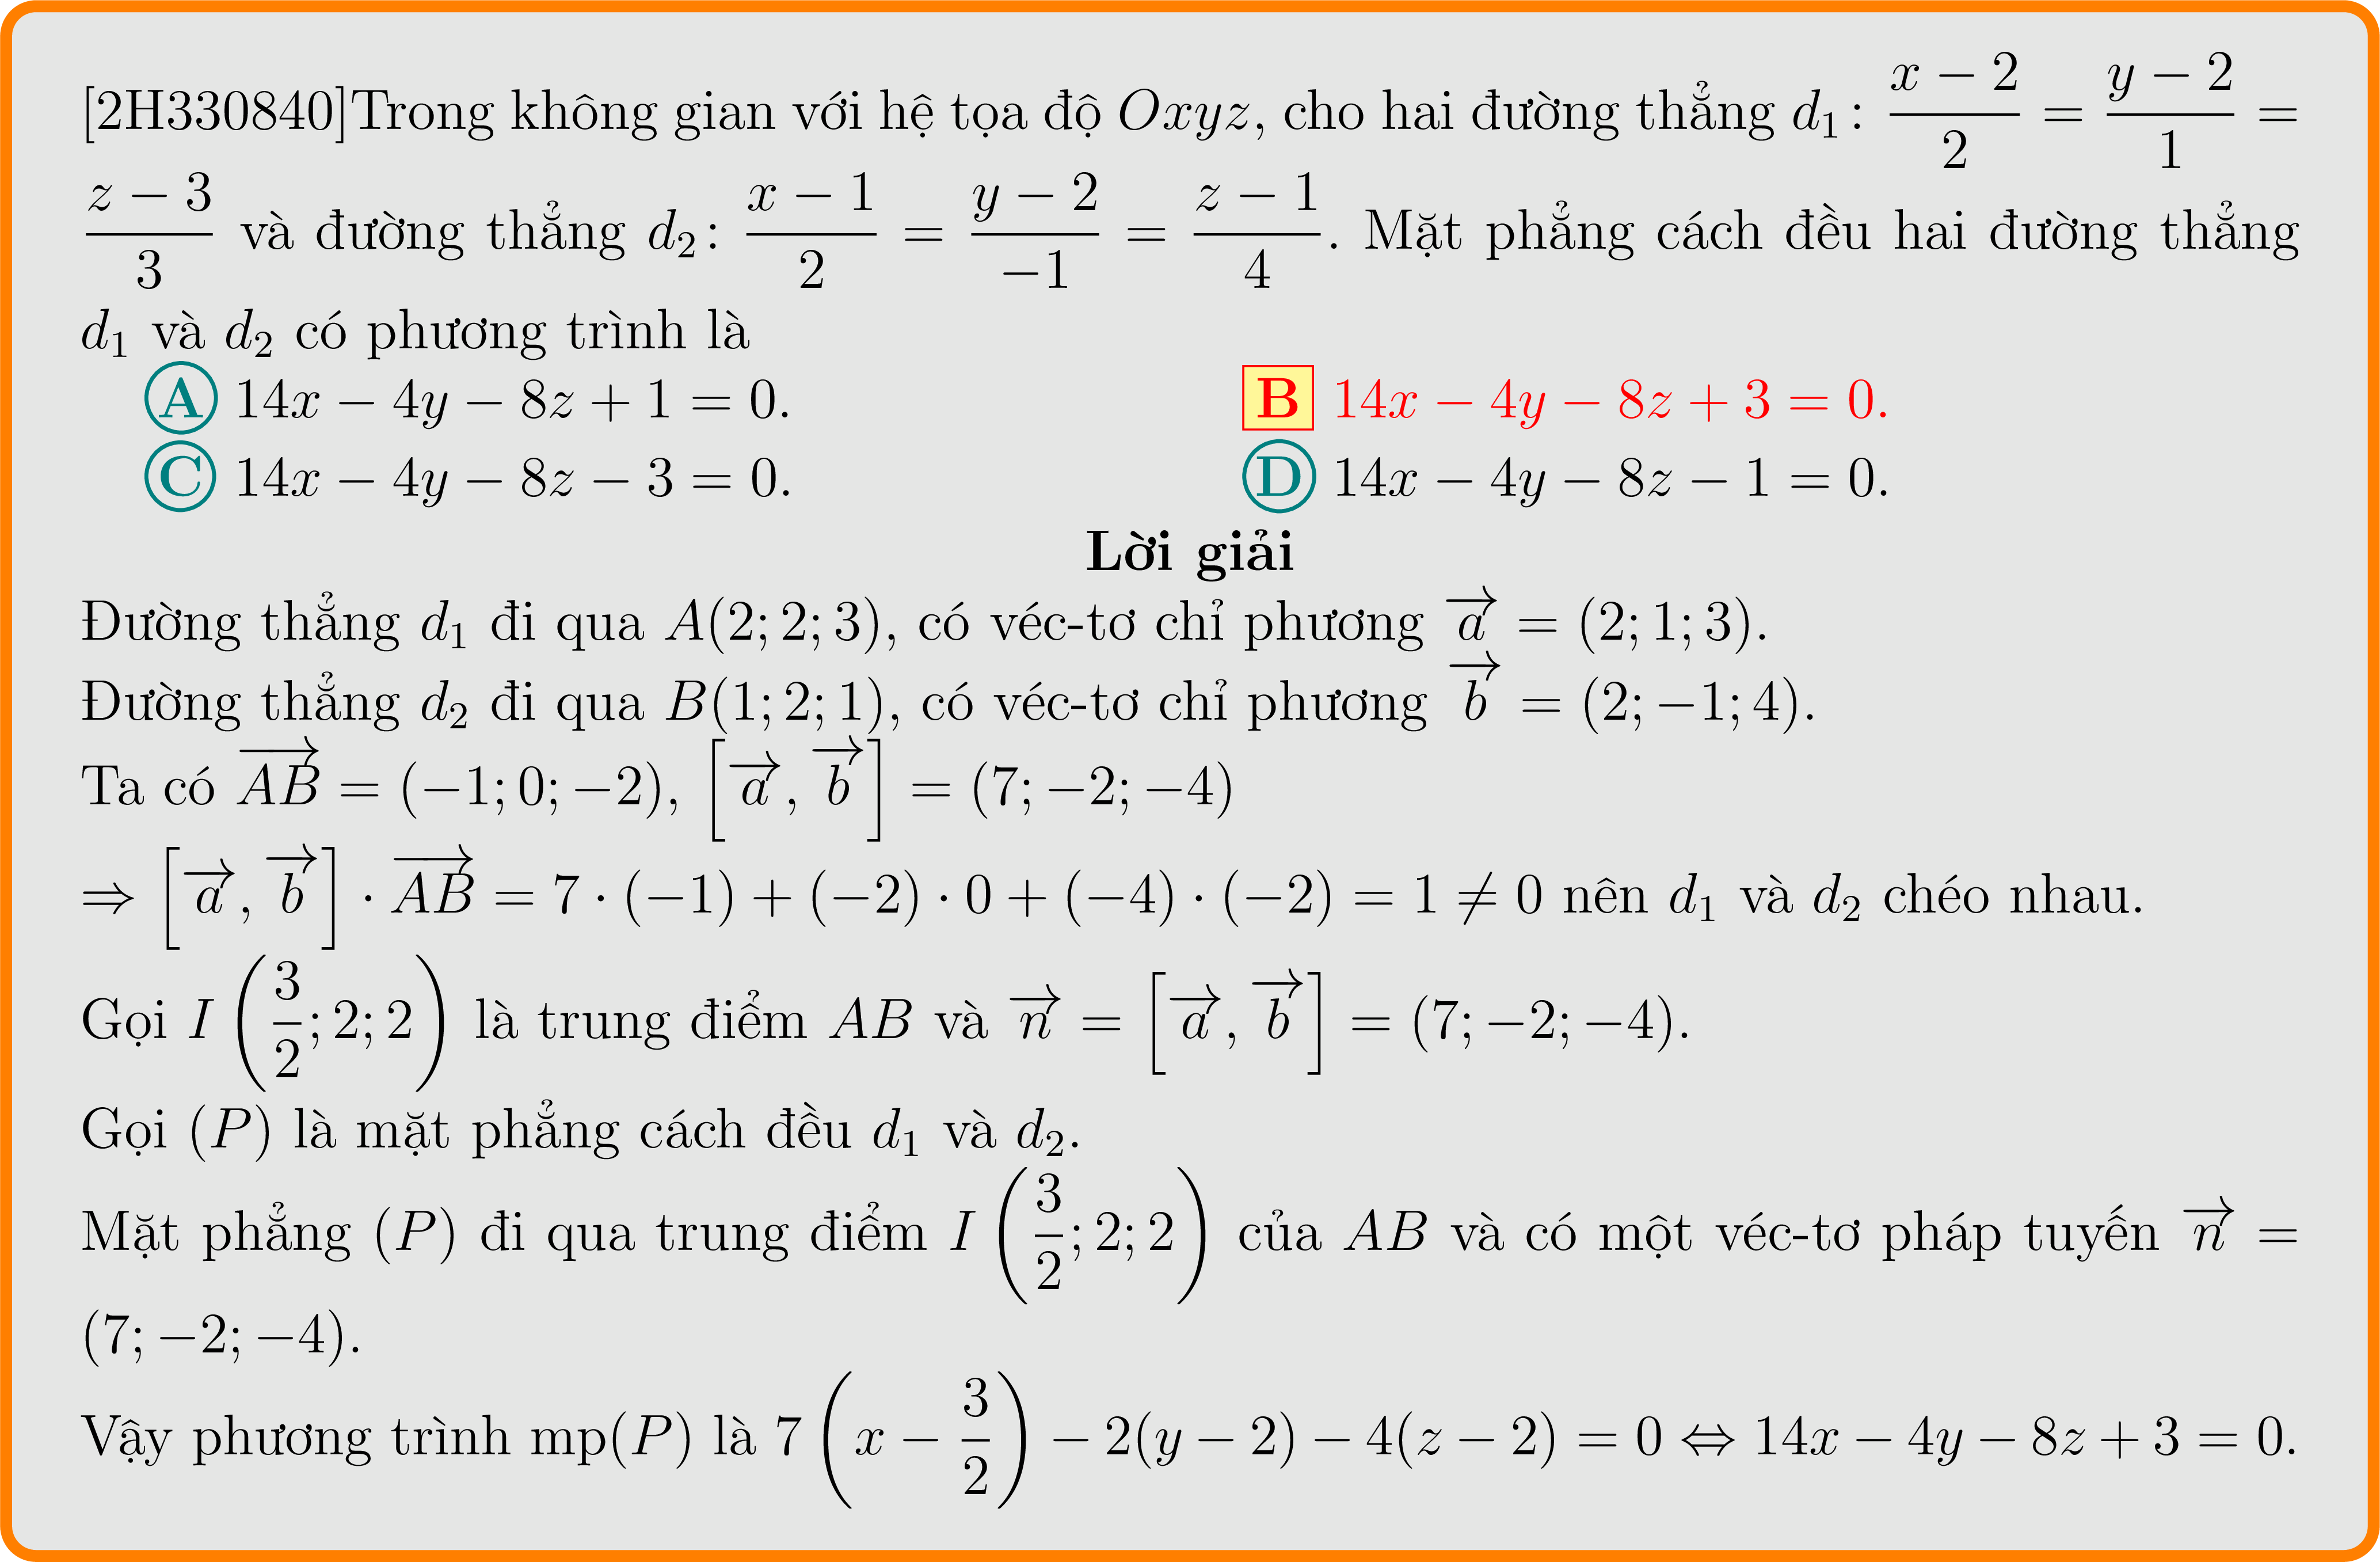 [2H330840]Trong không gian với hệ tọa độ $Oxyz$, cho hai đường thẳng $d_1\colon \dfrac{x-2}{2} = \dfrac{y-2}{1} =$
$\dfrac{z-3}{3}$ và đường thẳng $d_2\colon \dfrac{x-1}{2} = \dfrac{y-2}{-1} = \dfrac{z-1}{4}$. Mặt phẳng cách đều hai đường thẳng
$d_1$ và $d_2$ có phương trình là
A $14x - 4y - 8z + 1 = 0$.
B $14x - 4y - 8z + 3 = 0$.
C $14x - 4y - 8z - 3 = 0$.
D $14x - 4y - 8z - 1 = 0$.
Lời giải
Đường thẳng $d_1$ đi qua $A(2; 2; 3)$, có véc-tơ chỉ phương $\overrightarrow{a} = (2; 1; 3)$.
Đường thẳng $d_2$ đi qua $B(1; 2; 1)$, có véc-tơ chỉ phương $\overrightarrow{b} = (2; -1; 4)$.
Ta có $\overrightarrow{AB} = (-1; 0; -2)$, $\left[\overrightarrow{a}, \overrightarrow{b}\right] = (7; -2; -4)$
$\Rightarrow \left[\overrightarrow{a}, \overrightarrow{b}\right] \cdot \overrightarrow{AB} = 7 \cdot (-1) + (-2) \cdot 0 + (-4) \cdot (-2) = 1 \neq 0$ nên $d_1$ và $d_2$ chéo nhau.
Gọi $I\left(\dfrac{3}{2}; 2; 2\right)$ là trung điểm $AB$ và $\overrightarrow{n} = \left[\overrightarrow{a}, \overrightarrow{b}\right] = (7; -2; -4)$.
Gọi $(P)$ là mặt phẳng cách đều $d_1$ và $d_2$.
Mặt phẳng $(P)$ đi qua trung điểm $I\left(\dfrac{3}{2}; 2; 2\right)$ của $AB$ và có một véc-tơ pháp tuyến $\overrightarrow{n} =$
$(7; -2; -4)$.
Vậy phương trình mp$(P)$ là $7\left(x - \dfrac{3}{2}\right) - 2(y - 2) - 4(z - 2) = 0 \Leftrightarrow 14x - 4y - 8z + 3 = 0$.